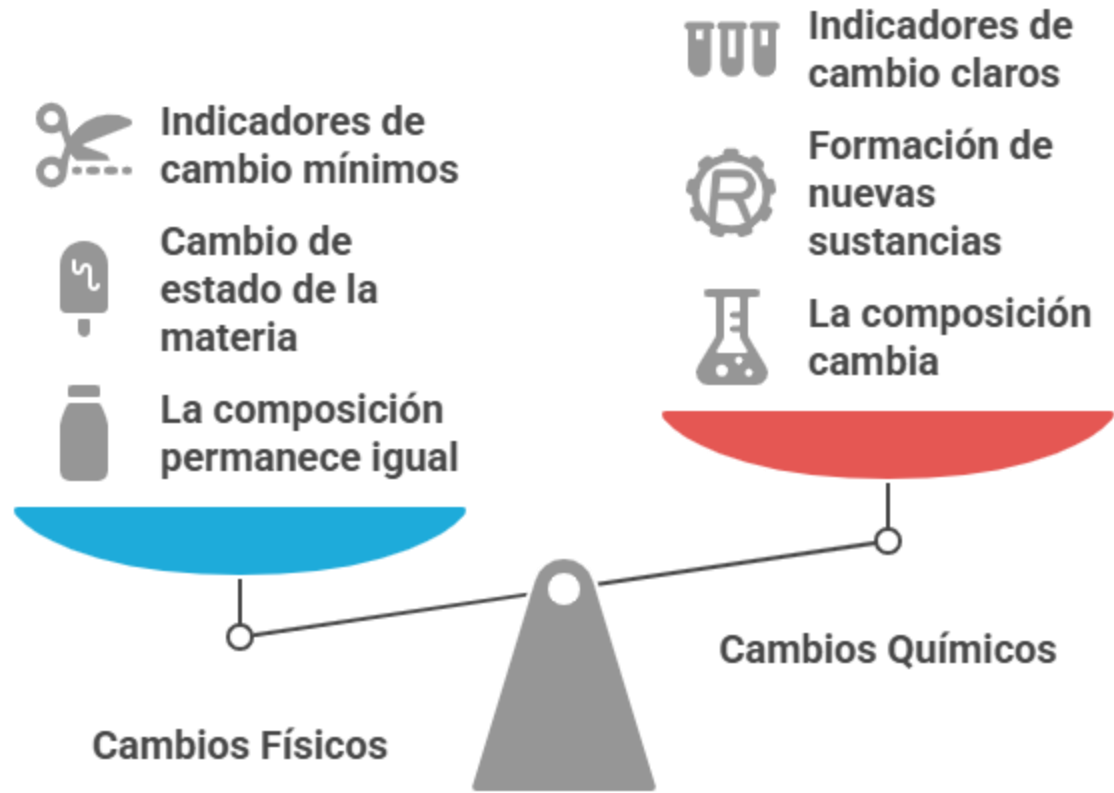 Indicadores de
cambio mínimos
Cambio de
estado de la
materia
La composición
permanece igual
Cambios Físicos
Indicadores de
cambio claros
R
Formación de
nuevas
sustancias
La composición
cambia
Cambios Químicos